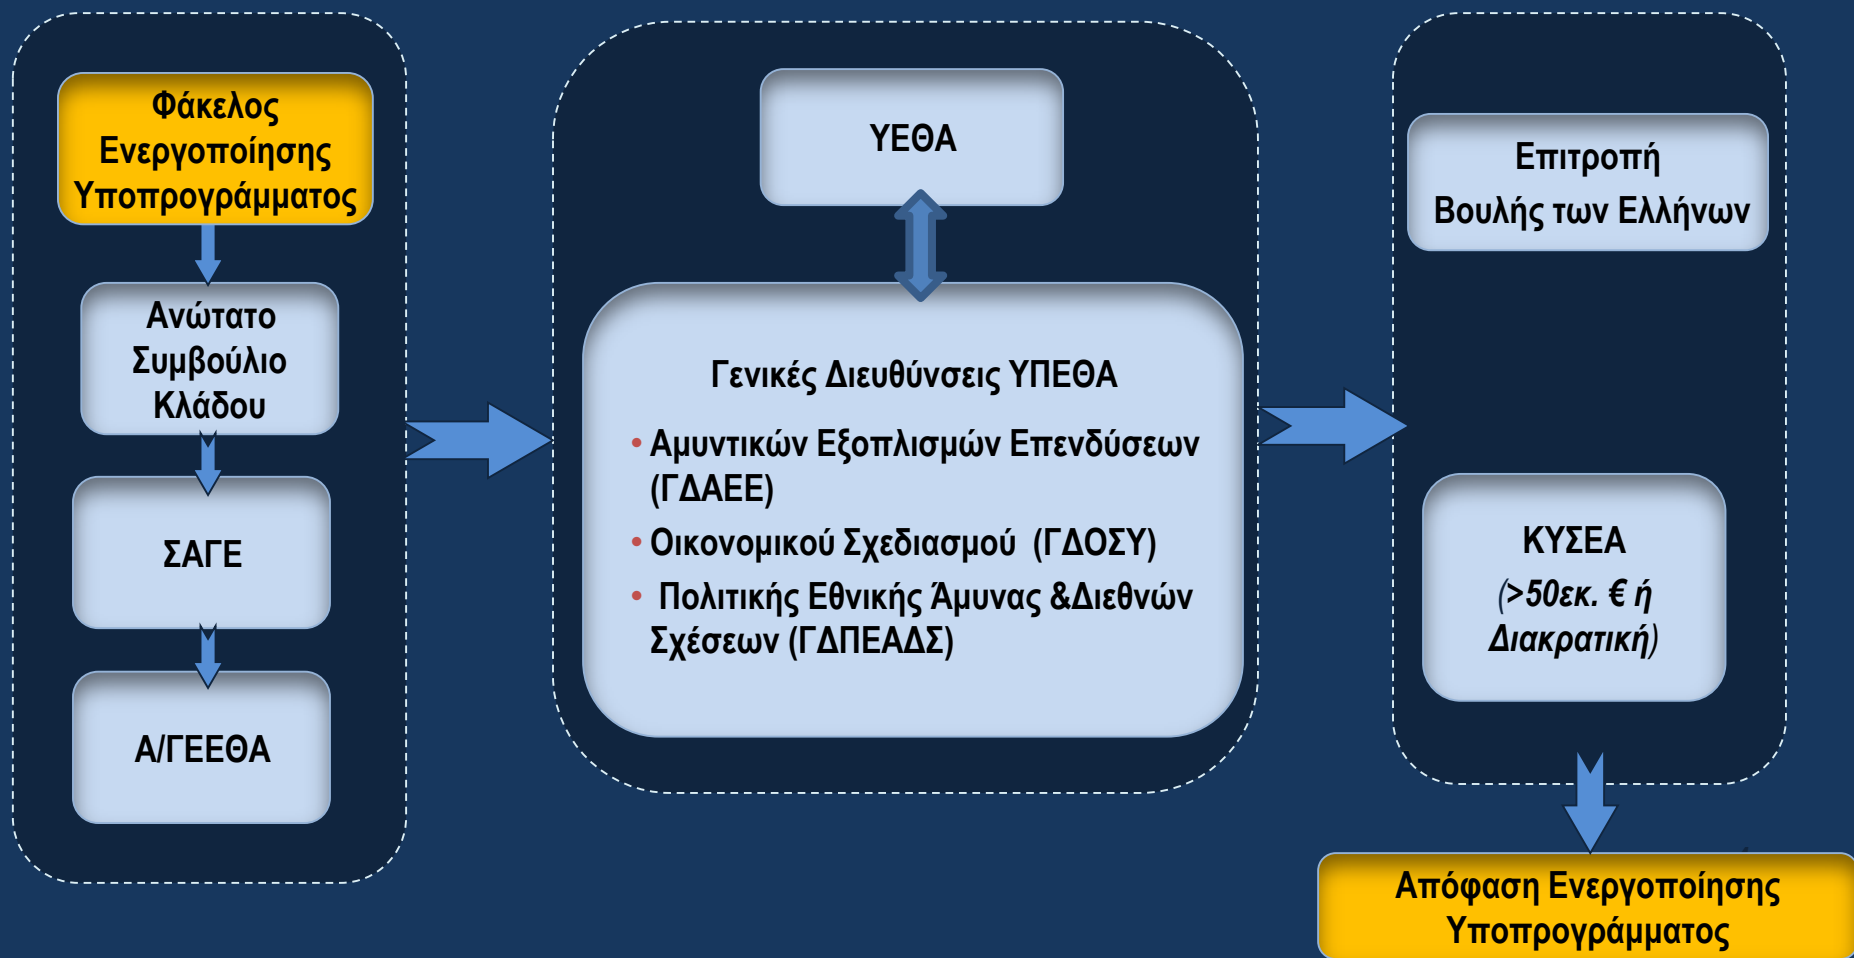 Φάκελος
Ενεργοποίησης
Υποπρογράμματος
Ανώτατο
Συμβούλιο
Κλάδου
ΣΑΓΕ
Α/ΓΕΕΘΑ
ΥΕΘΑ
Γενικές Διευθύνσεις ΥΠΕΘΑ
• Αμυντικών Εξοπλισμών Επενδύσεων
(ΓΔΑΕΕ)
• Οικονομικού Σχεδιασμού (ΓΔΟΣΥ)
• Πολιτικής Εθνικής Άμυνας &Διεθνών
Σχέσεων (ΓΔΠΕΑΔΣ)
Επιτροπή
Βουλής των Ελλήνων
ΚΥΣΕΑ
(>50εκ. € ή
Διακρατική)
Απόφαση Ενεργοποίησης
Υποπρογράμματος